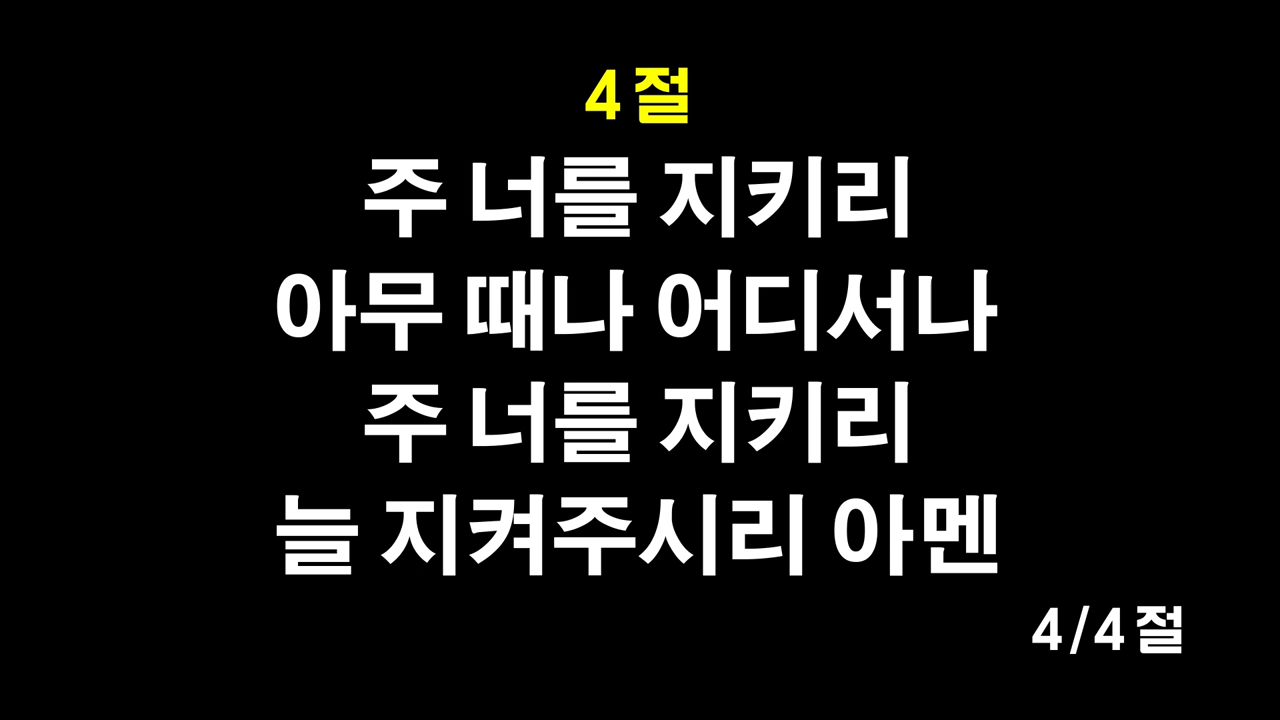 4절
주 너를 지키리
아무 때나 어디서나
주 너를 지키리
늘 지켜주시리 아멘
4/4절